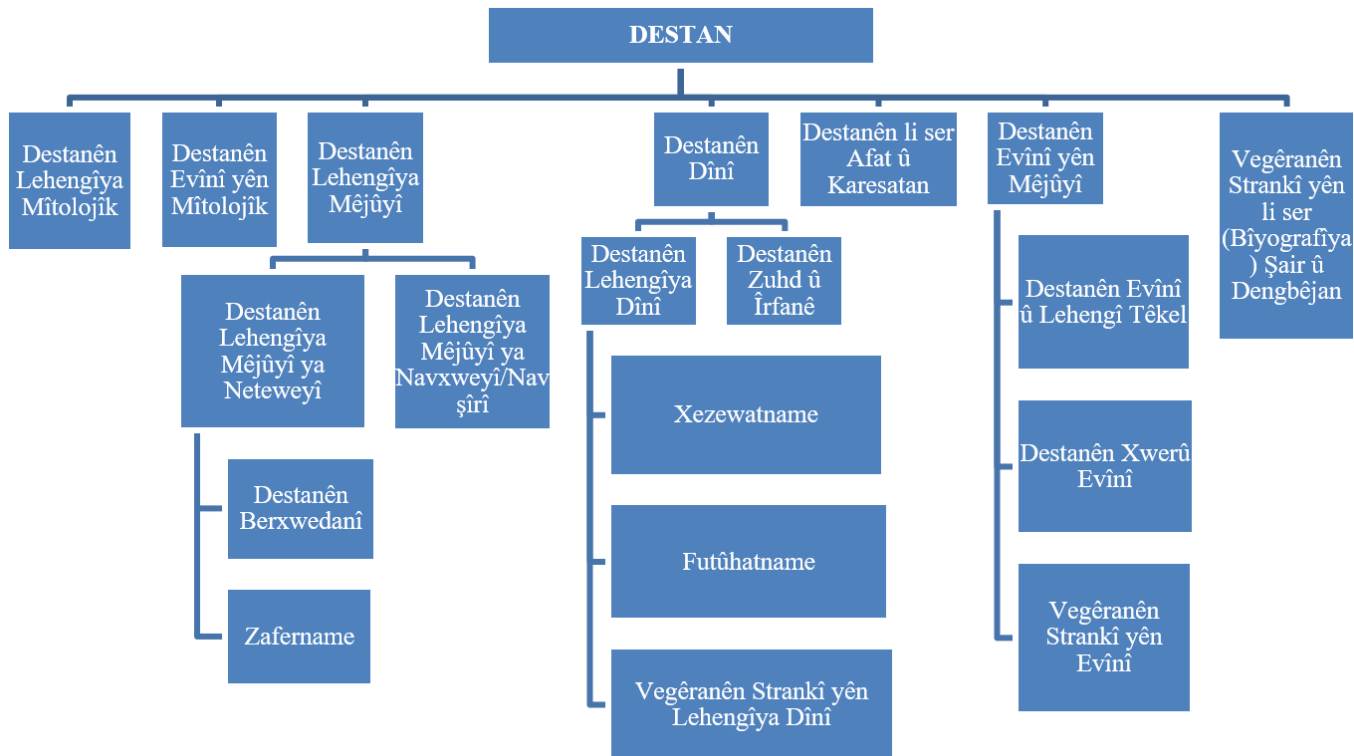 DESTAN
Destanên
Lehengîya
Mîtolojîk
Destanên
Evînî yên
Mîtolojîk
Destanên
Lehengîya
Mêjûyî
Destanên
Lehengîya
Mêjûyî ya
Neteweyî
Destanên
Berxwedanî
Zafername
Destanên
Lehengîya
Mêjûyî ya
Navxweyî/Nav
şîrî
Destanên
Dînî
Destanên
Lehengîya
Dînî
Xezewatname
Futûhatname
Vegêranên Strankî yên
Lehengîya Dînî
Destanên
Zuhd û
Îrfanê
Destanên li ser
Afat û
Karesatan
Destanên
Evînî yên
Mêjûyî
Destanên Evînî
û Lehengî Têkel
Destanên Xwerû
Evînî
Vegêranên
Strankî yên
Evînî
Vegêranên
Strankî yên
li ser
(Bîyografîya
) Şair û
Dengbêjan